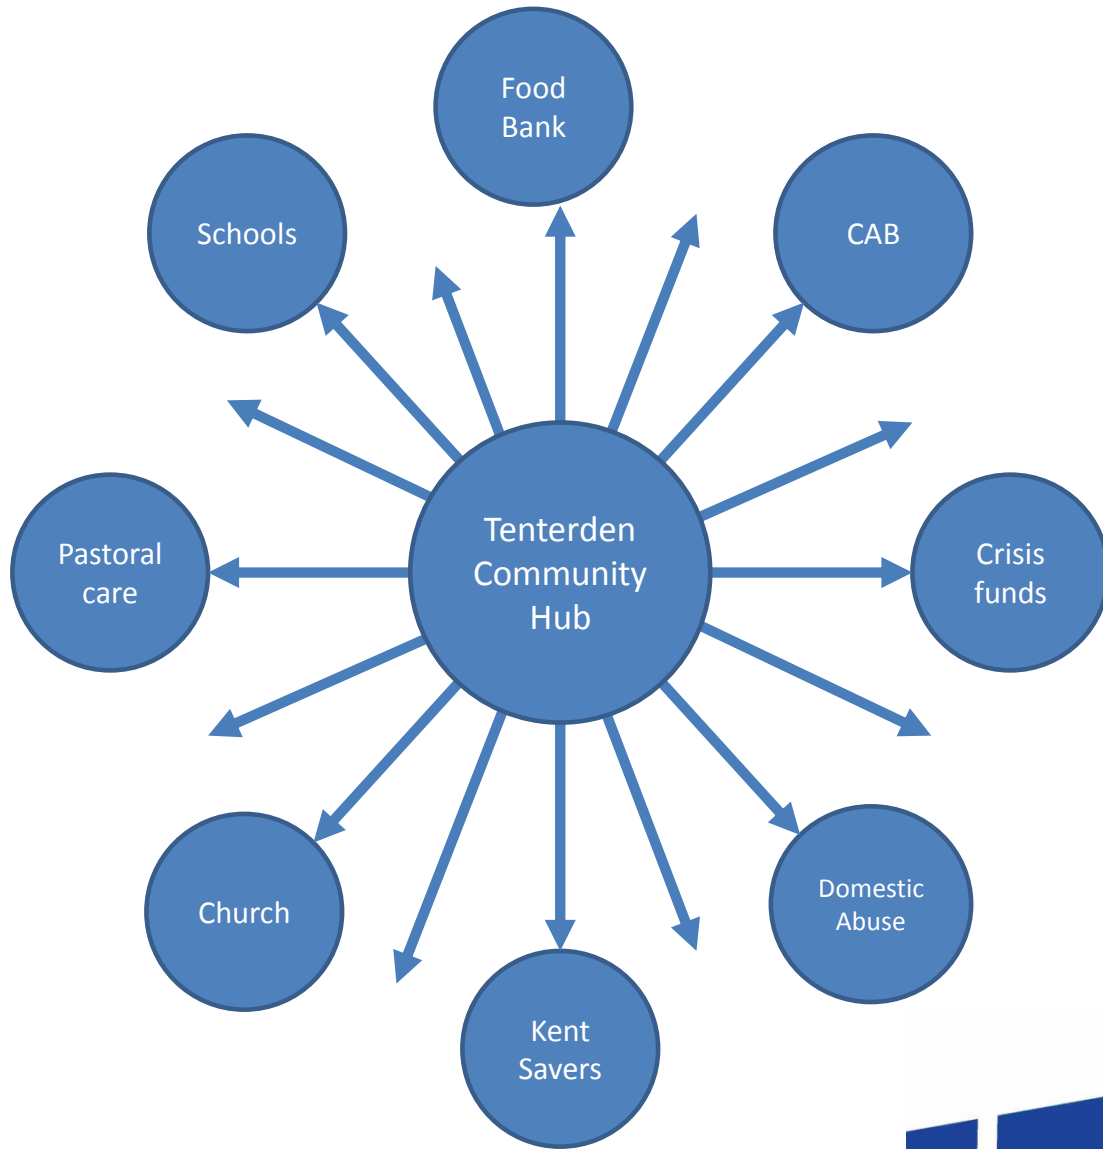 Food
Bank
Schools
CAB
Tenterden
Community
Hub
Pastoral
care
Crisis
funds
Church
Domestic
Abuse
Kent
Savers